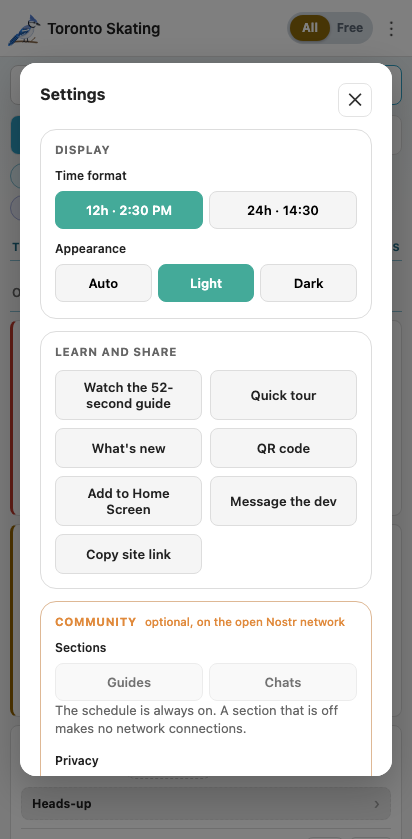 Toronto Skating
All Free
Settings
DISPLAY
Time format
12h · 2:30 PM
24h · 14:30
Appearance
Auto
Light
Dark
LEARN AND SHARE
Watch the 52-
second guide
Quick tour
What's new
QR code
Add to Home
Screen
Message the dev
Copy site link
COMMUNITY optional, on the open Nostr network
Sections
Guides
Chats
The schedule is always on. A section that is off
makes no network connections.
Privacy
Heads-up